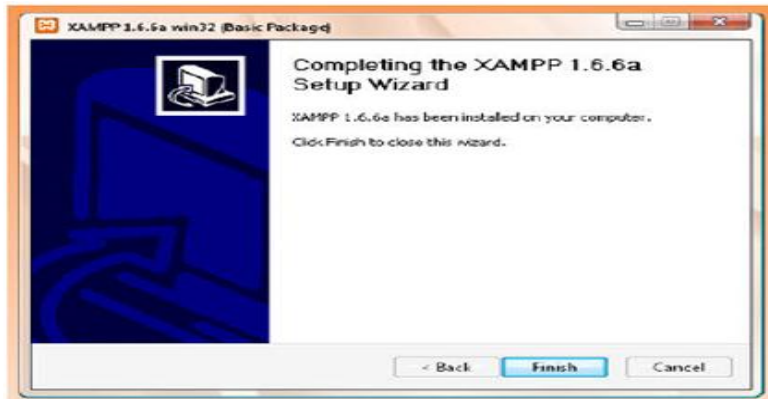 XAMPP 1.6.6a win32 (Basic Package)
Completing the XAMPP 1.6.6a
Setup Wizard
XAMPP 1.6.6a has been installed on your computer.
Click Finish to close this wizard.
< Back Finish Cancel